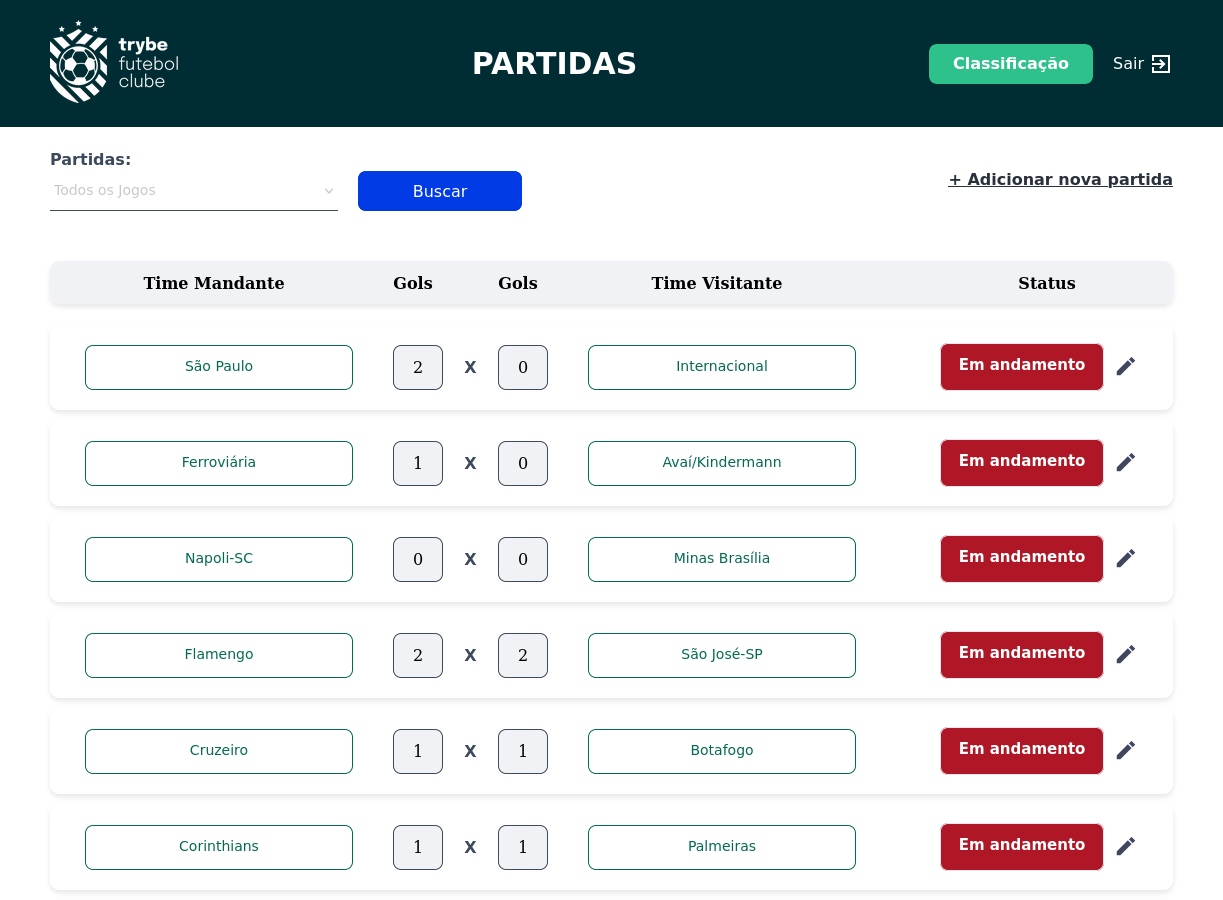 trybe
futebol
clube
PARTIDAS
Classificação
Sair
Partidas:
Todos os Jogos
Buscar
+ Adicionar nova partida
Time Mandante Gols Gols Time Visitante Status
São Paulo 2 X 0 Internacional Em andamento
Ferroviária 1 X 0 Avaí/Kindermann Em andamento
Napoli-SC 0 X 0 Minas Brasília Em andamento
Flamengo 2 X 2 São José-SP Em andamento
Cruzeiro 1 X 1 Botafogo Em andamento
Corinthians 1 X 1 Palmeiras Em andamento